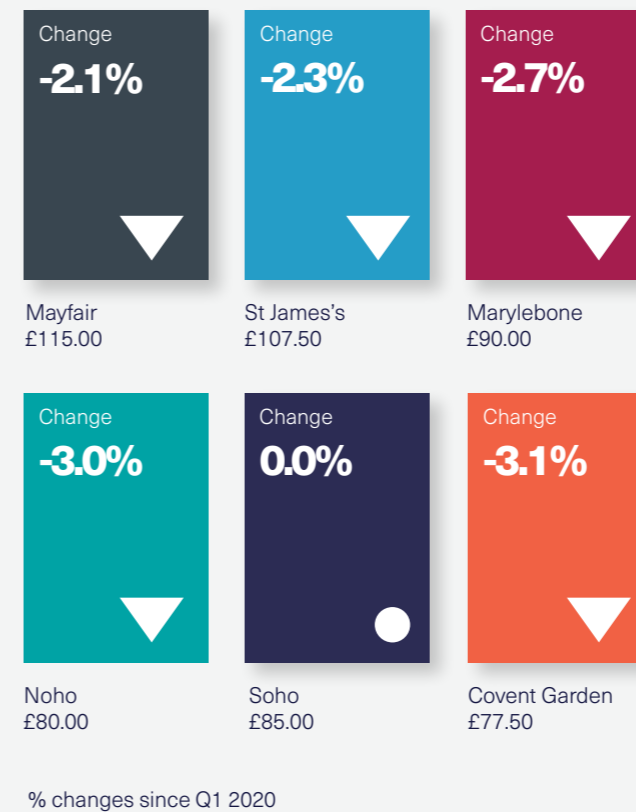 Change
-2.1%
Mayfair
£115.00
Change
-2.3%
St James's
£107.50
Change
-2.7%
Marylebone
£90.00
Change
-3.0%
Noho
£80.00
Change
0.0%
Soho
£85.00
Change
-3.1%
Covent Garden
£77.50
% changes since Q1 2020